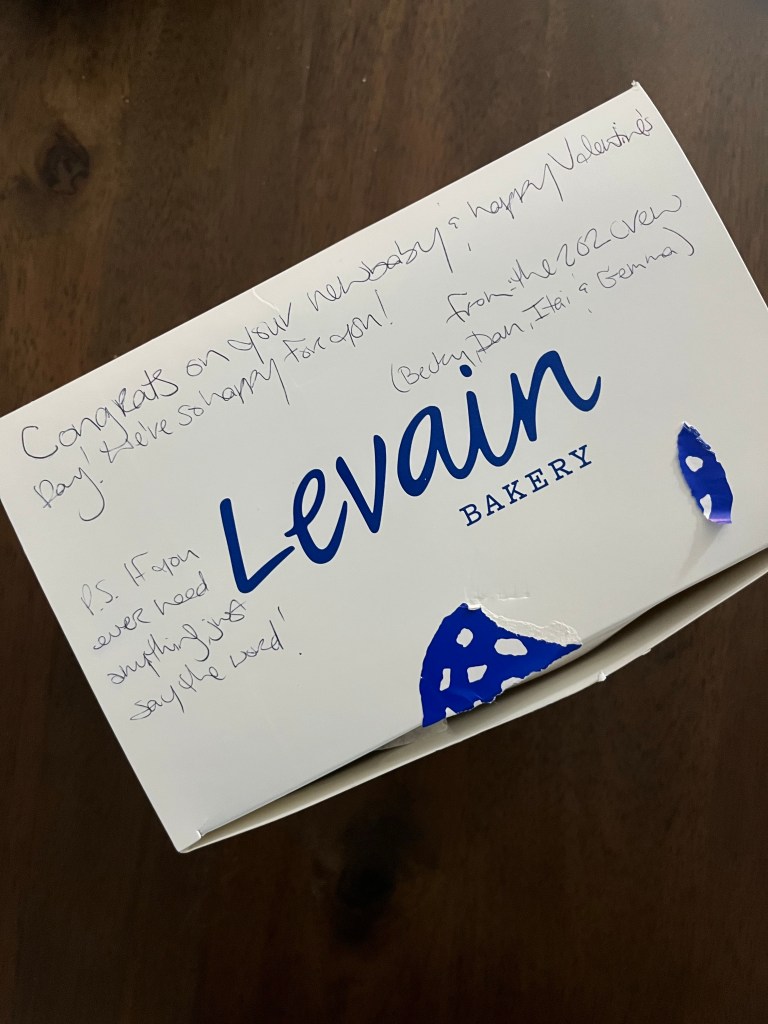 Congrats on your new baby & happy Valentine's
Day! We're so happy for you!
from: the 202 Crew
(Becky, Dan, Itai & Gemma)
Levain
BAKERY
P.S. If you
ever need
anything just
say the word!